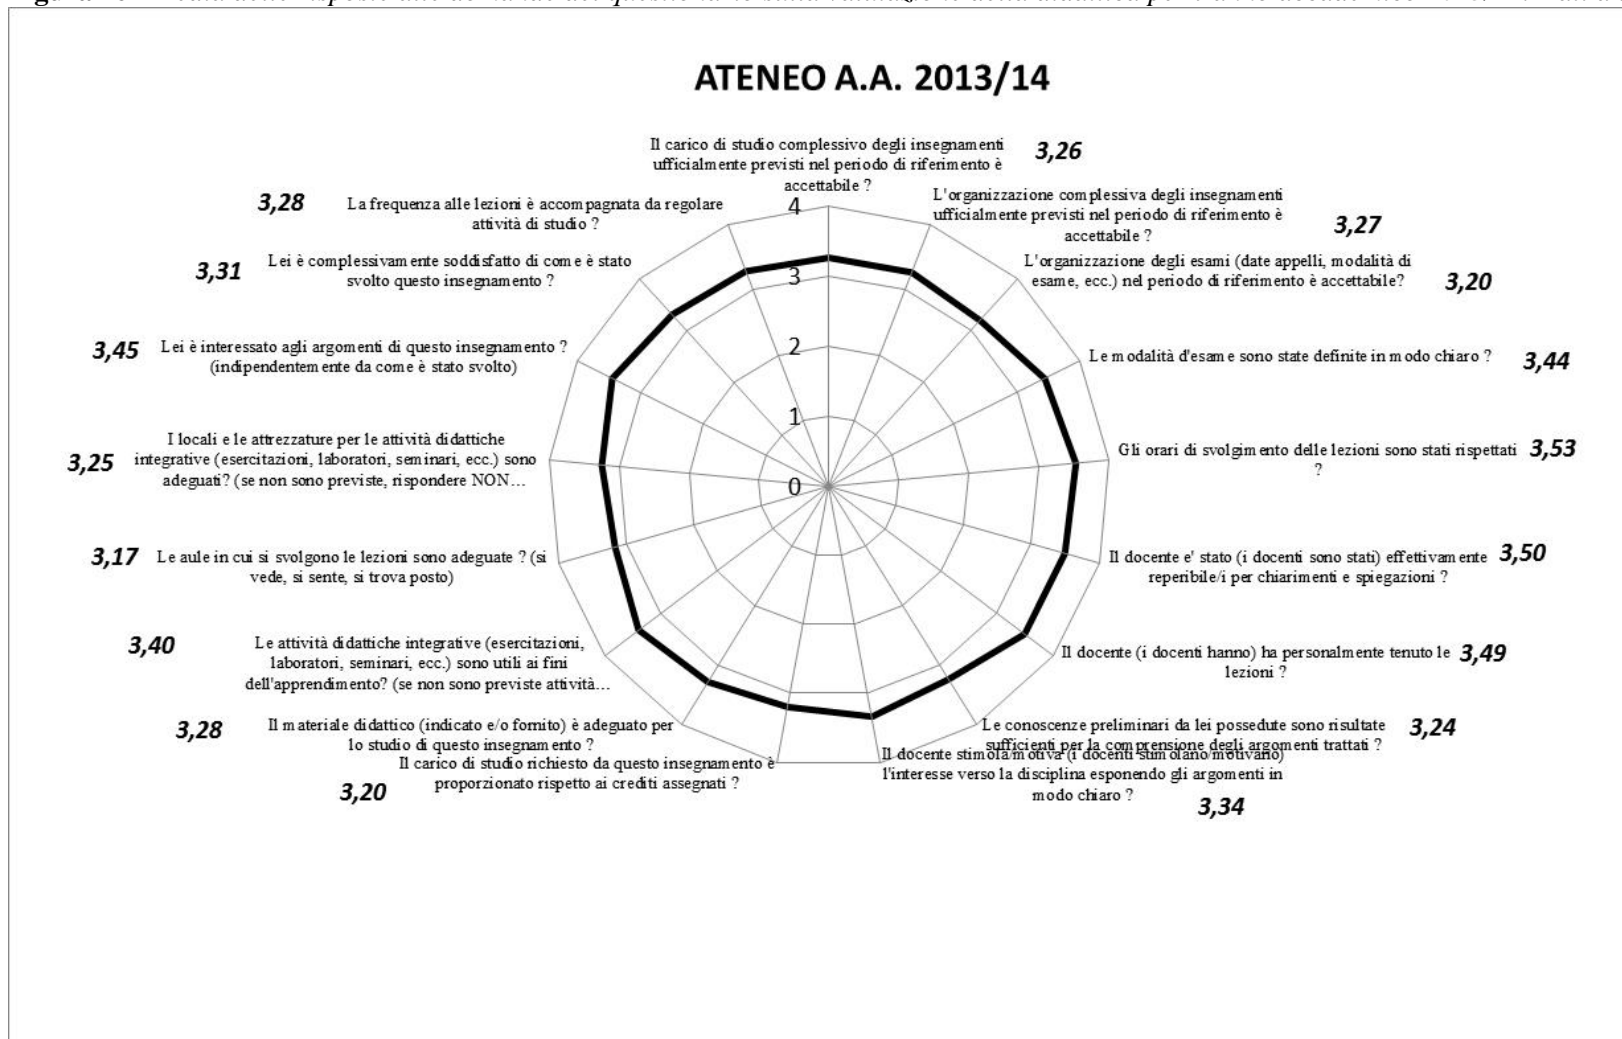 ATENEO A.A. 2013/14
Il carico di studio complessivo degli insegnamenti
ufficialmente previsti nel periodo di riferimento è
accettabile ?
3,26
L'organizzazione complessiva degli insegnamenti
ufficialmente previsti nel periodo di riferimento è
accettabile ?
3,27
L'organizzazione degli esami (date appelli, modalità di
esame, ecc.) nel periodo di riferimento è accettabile?
3,20
Le modalità d'esame sono state definite in modo chiaro ?
3,44
Gli orari di svolgimento delle lezioni sono stati rispettati
?
3,53
Il docente e' stato (i docenti sono stati) effettivamente
reperibile/i per chiarimenti e spiegazioni ?
3,50
Il docente (i docenti hanno) ha personalmente tenuto le
lezioni ?
3,49
Le conoscenze preliminari da lei possedute sono risultate
sufficienti per la comprensione degli argomenti trattati ?
3,24
Il docente stimola/motiva (i docenti stimolano/motivano)
l'interesse verso la disciplina esponendo gli argomenti in
modo chiaro ?
3,34
Il carico di studio richiesto da questo insegnamento è
proporzionato rispetto ai crediti assegnati ?
3,20
Il materiale didattico (indicato e/o fornito) è adeguato per
lo studio di questo insegnamento ?
3,28
Le attività didattiche integrative (esercitazioni,
laboratori, seminari, ecc.) sono utili ai fini
dell'apprendimento? (se non sono previste attività...
3,40
Le aule in cui si svolgono le lezioni sono adeguate ? (si
vede, si sente, si trova posto)
3,17
I locali e le attrezzature per le attività didattiche
integrative (esercitazioni, laboratori, seminari, ecc.) sono
adeguati? (se non sono previste, rispondere NON...
3,25
Lei è interessato agli argomenti di questo insegnamento ?
(indipendentemente da come è stato svolto)
3,45
Lei è complessivamente soddisfatto di come è stato
svolto questo insegnamento ?
3,31
La frequenza alle lezioni è accompagnata da regolare
attività di studio ?
3,28
4
3
2
1
0